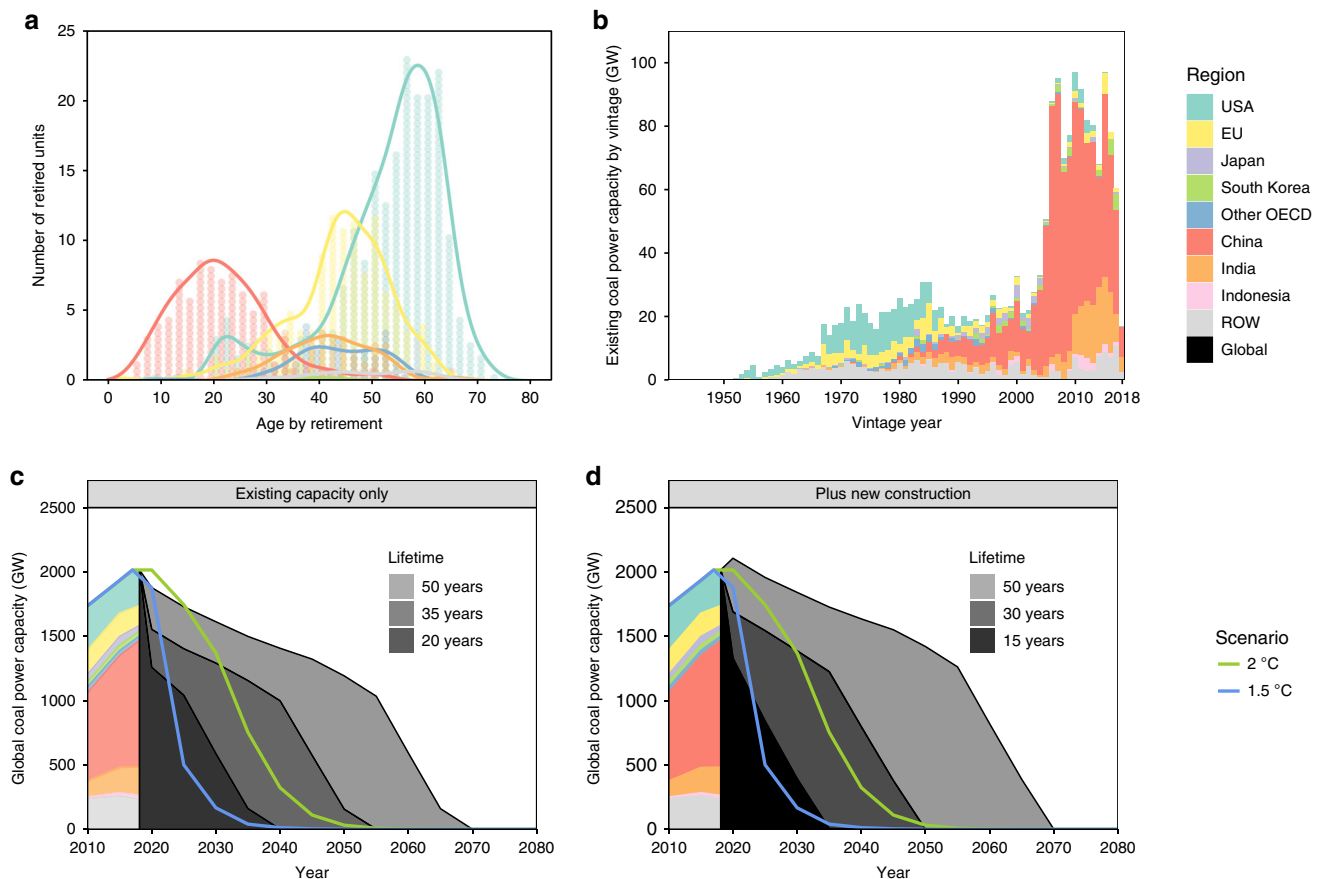 a
25
20
15
10
5
0
Number of retired units
0 10 20 30 40 50 60 70 80
Age by retirement
b
100
80
60
40
20
0
Existing coal power capacity by vintage (GW)
1950 1960 1970 1980 1990 2000 2010 2018
Vintage year
Region
USA
EU
Japan
South Korea
Other OECD
China
India
Indonesia
ROW
Global
c
Existing capacity only
2500
2000
1500
1000
500
0
Global coal power capacity (GW)
Lifetime
50 years
35 years
20 years
2010 2020 2030 2040 2050 2060 2070 2080
Year
d
Plus new construction
2500
2000
1500
1000
500
0
Global coal power capacity (GW)
Lifetime
50 years
30 years
15 years
2010 2020 2030 2040 2050 2060 2070 2080
Year
Scenario
2 °C
1.5 °C